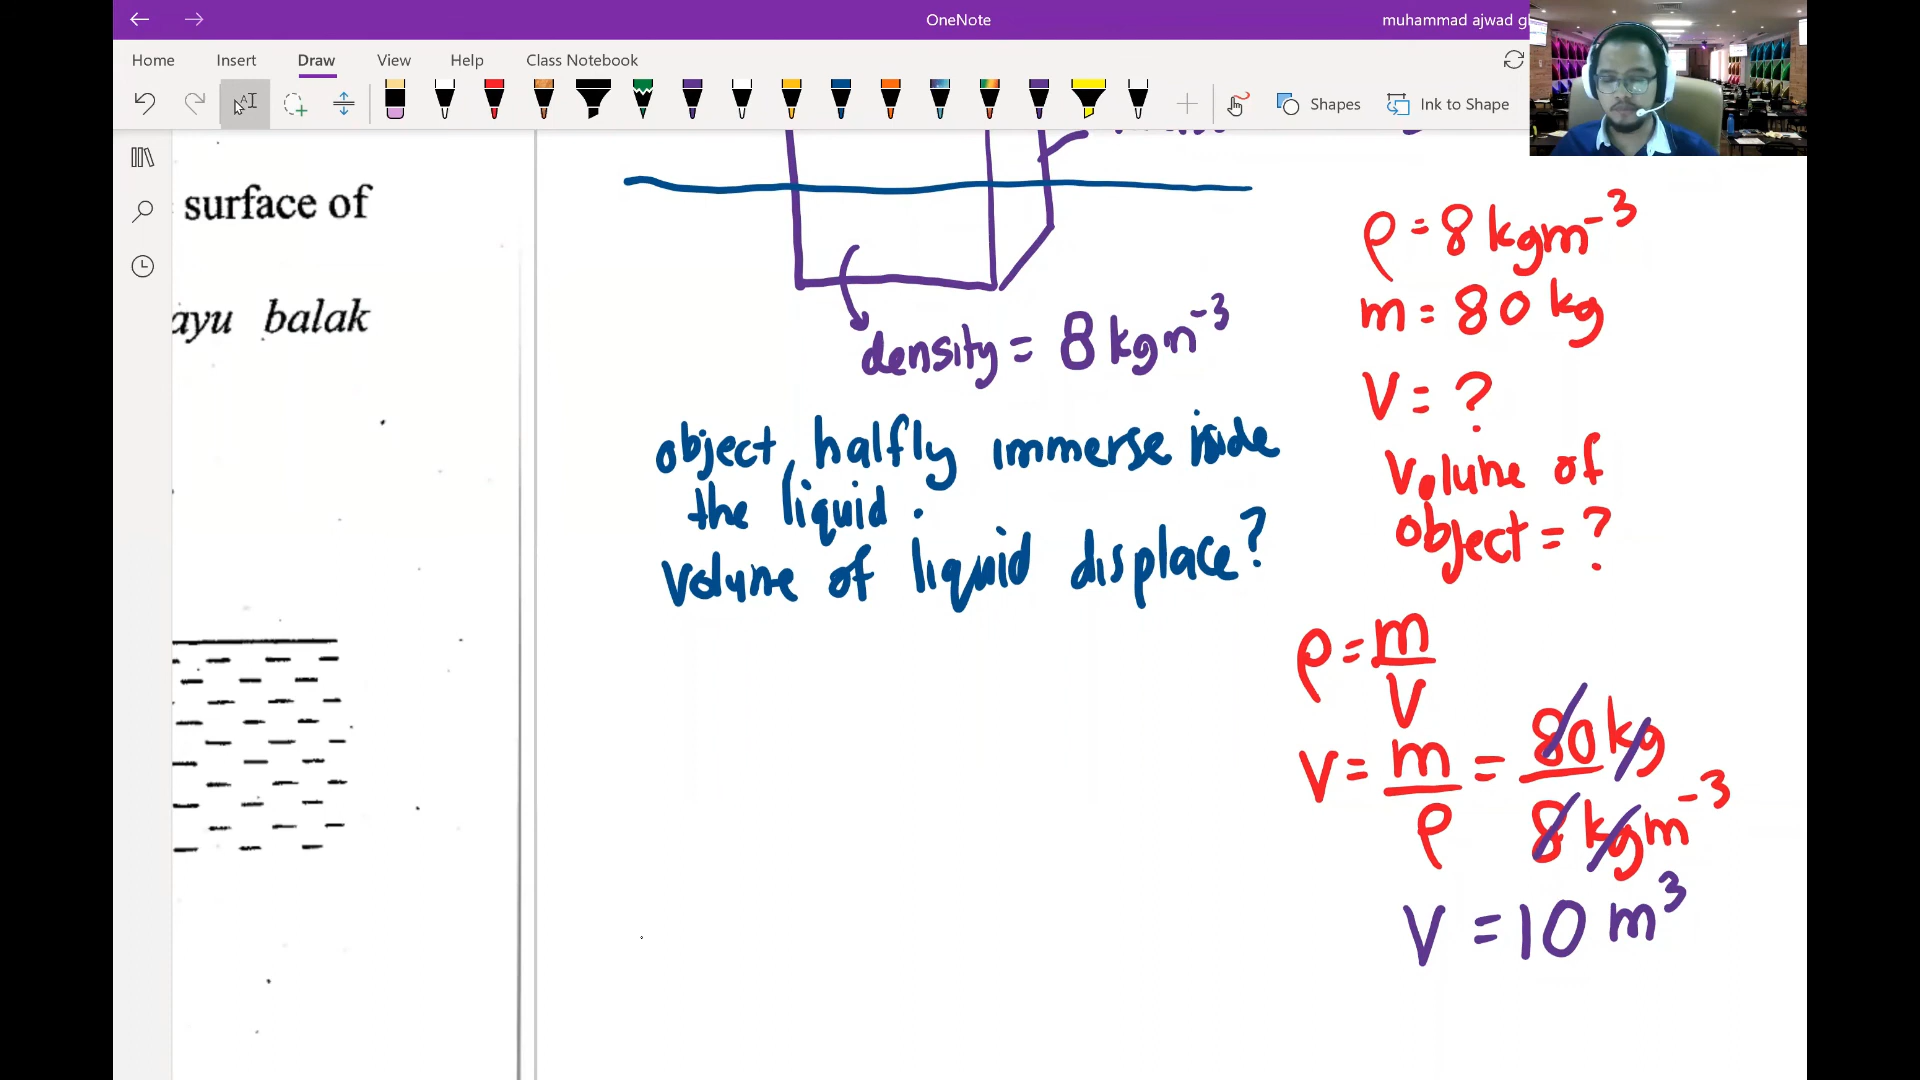 OneNote
muhammad ajwad gh
Home Insert Draw View Help Class Notebook
Shapes Ink to Shape
surface of
ayu balak
density = 8 kgm⁻³
object halfly immerse inside
the liquid.
volume of liquid displace?
ρ = 8 kgm⁻³
m = 80 kg
V = ?
Volume of
object = ?
ρ = m/V
V = m/ρ = 80 kg/8 kgm⁻³
V = 10 m³